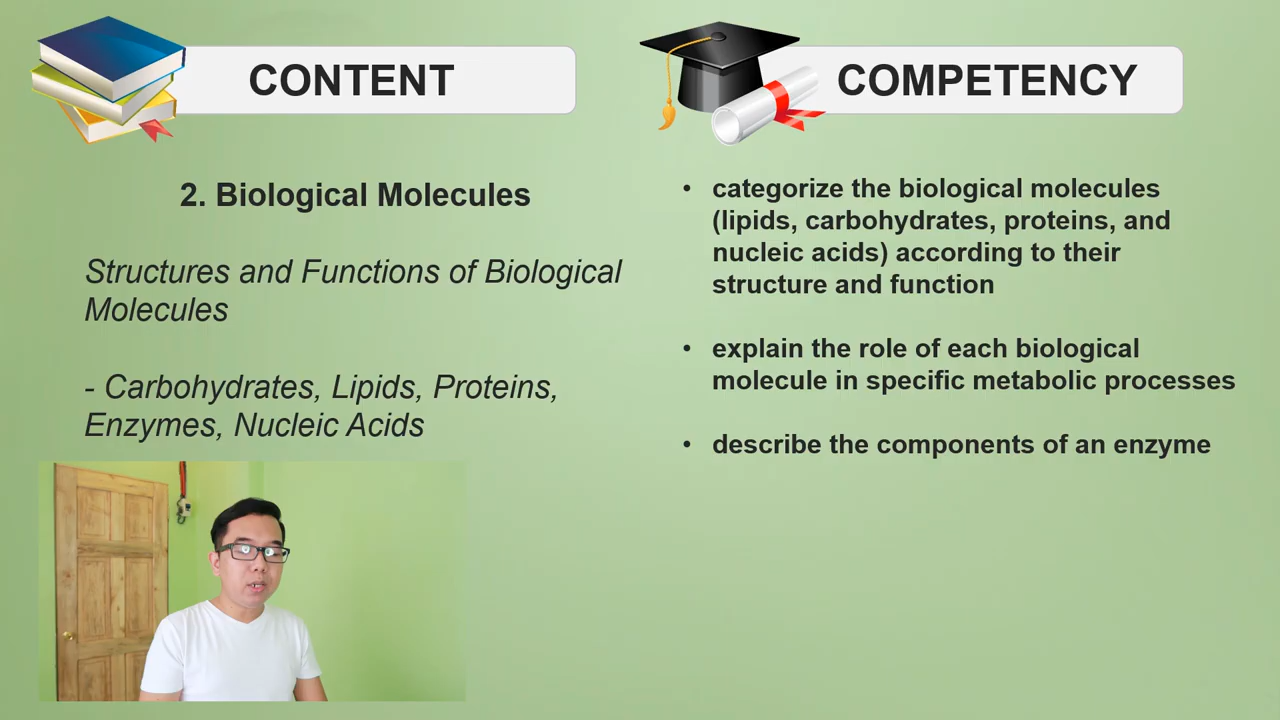 CONTENT
2. Biological Molecules
Structures and Functions of Biological
Molecules
- Carbohydrates, Lipids, Proteins,
Enzymes, Nucleic Acids
COMPETENCY
• categorize the biological molecules
(lipids, carbohydrates, proteins, and
nucleic acids) according to their
structure and function
• explain the role of each biological
molecule in specific metabolic processes
• describe the components of an enzyme